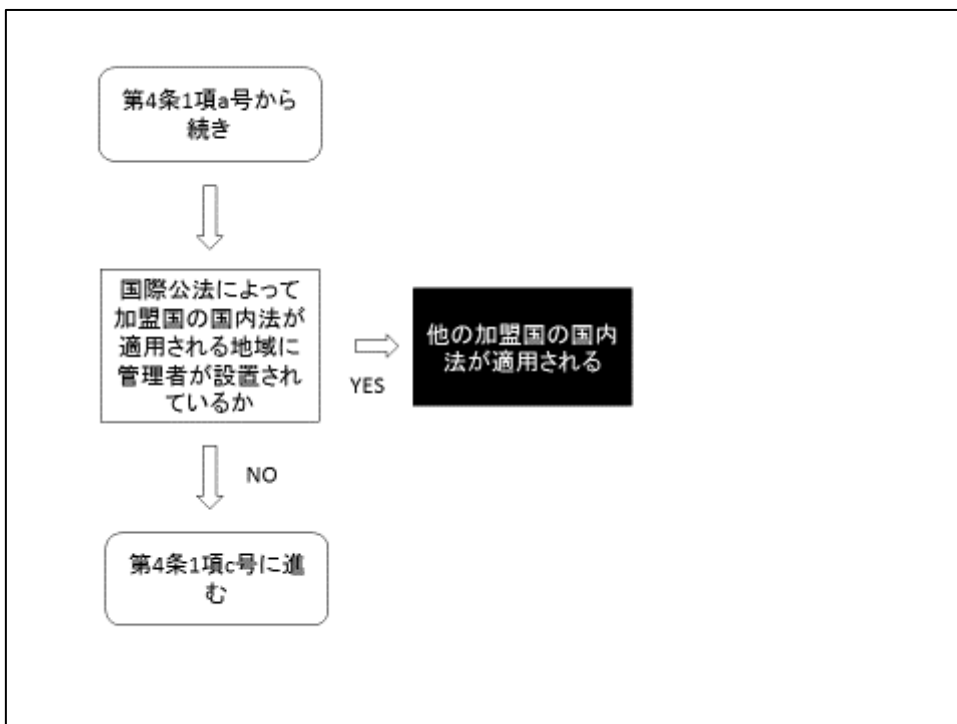 第4条1項a号から
続き
国際公法によって
加盟国の国内法が
適用される地域に
管理者が設置され
ているか
YES
他の加盟国の国内
法が適用される
NO
第4条1項c号に進
む